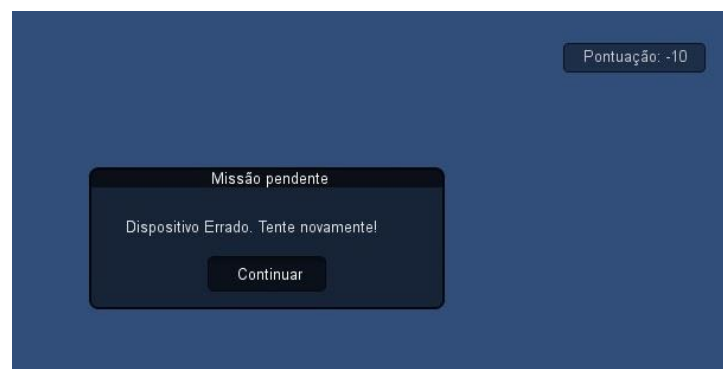 Pontuação: -10
Missão pendente
Dispositivo Errado. Tente novamente!
Continuar